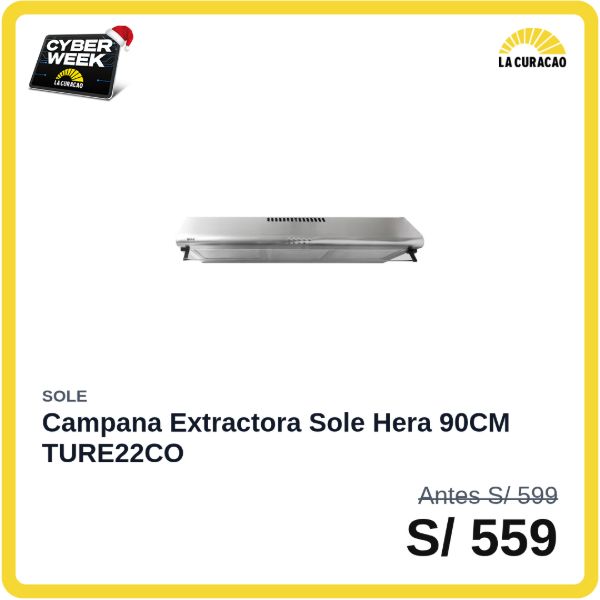 CYBER
WEEK
LA CURACAO
LA CURACAO
SOLE
Campana Extractora Sole Hera 90CM
TURE22CO
Antes S/ 599
S/ 559